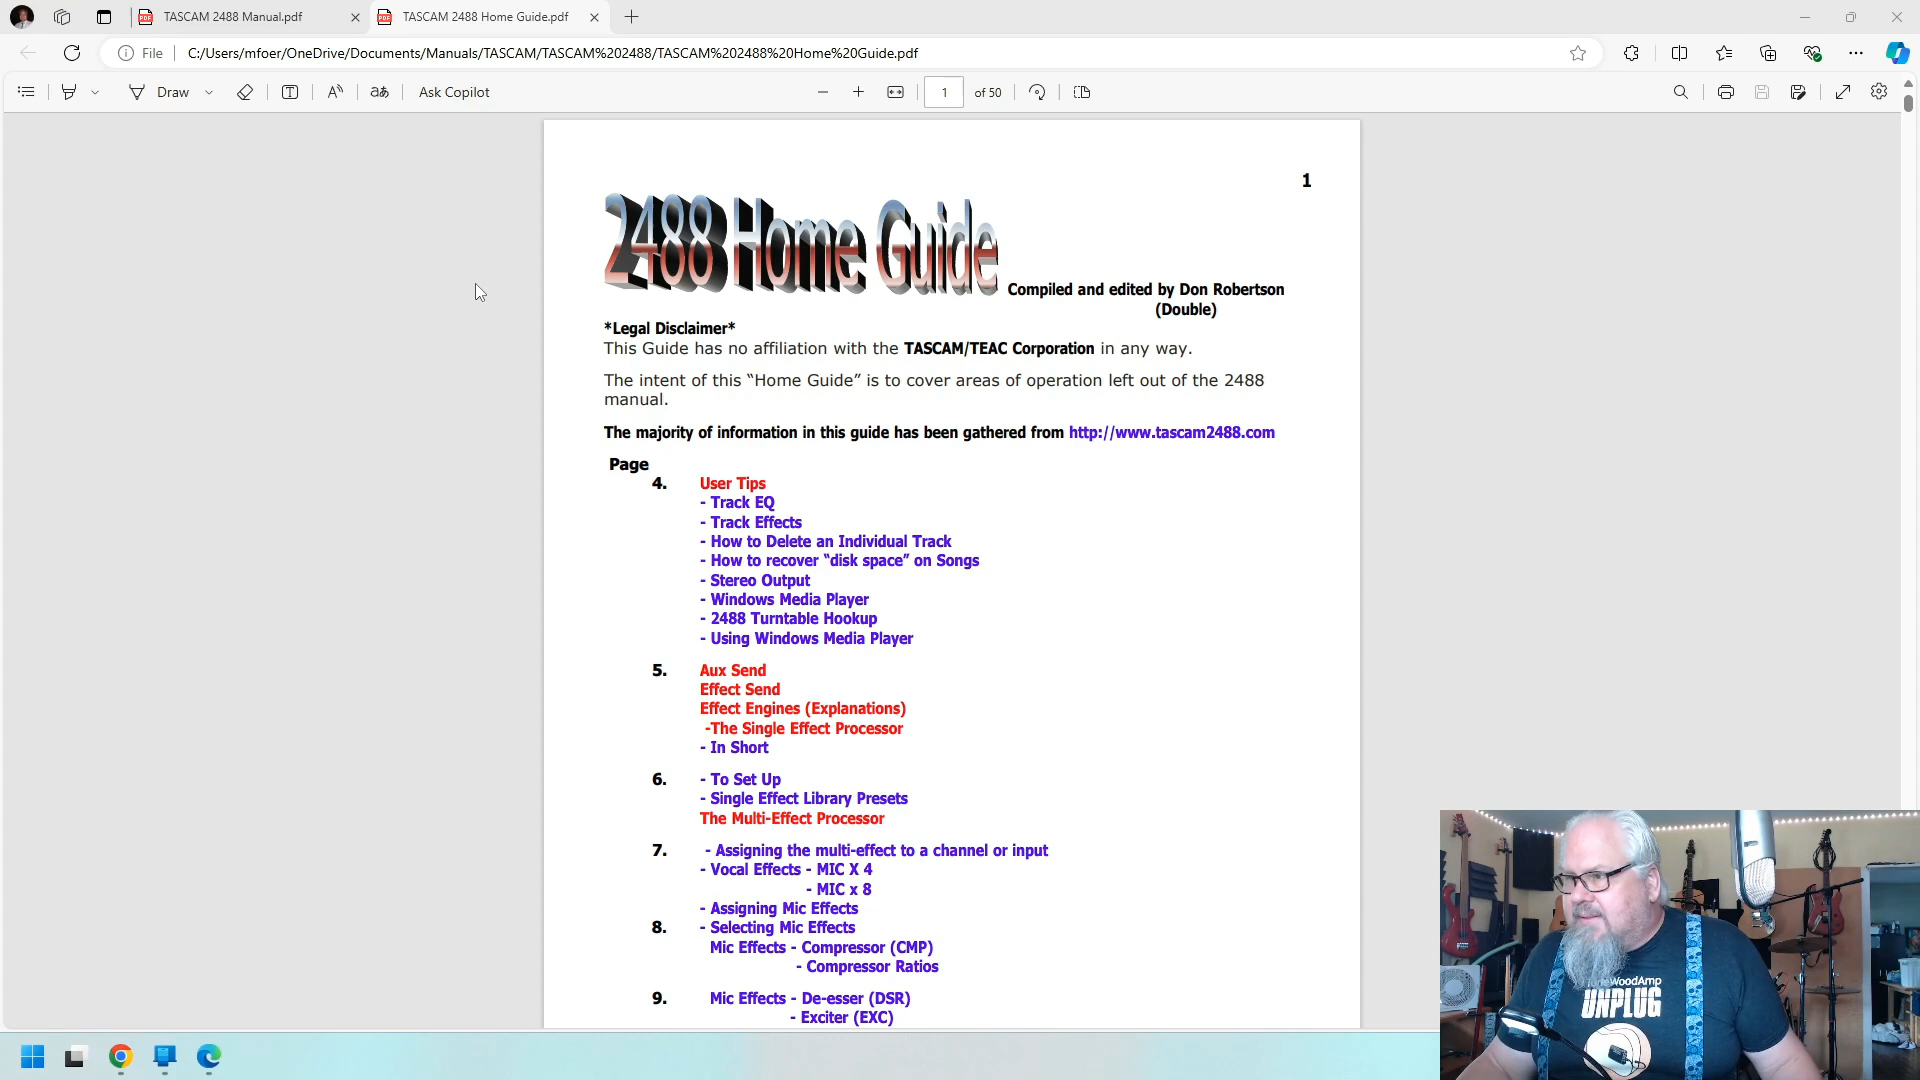 TASCAM 2488 Manual.pdf
TASCAM 2488 Home Guide.pdf
File
C:/Users/mfoer/OneDrive/Documents/Manuals/TASCAM/TASCAM%202488/TASCAM%202488%20Home%20Guide.pdf
Draw
Ask Copilot
1
of 50
1
2488 Home Guide
Compiled and edited by Don Robertson
(Double)
*Legal Disclaimer*
This Guide has no affiliation with the TASCAM/TEAC Corporation in any way.
The intent of this “Home Guide” is to cover areas of operation left out of the 2488
manual.
The majority of information in this guide has been gathered from http://www.tascam2488.com
Page
4. User Tips
- Track EQ
- Track Effects
- How to Delete an Individual Track
- How to recover “disk space” on Songs
- Stereo Output
- Windows Media Player
- 2488 Turntable Hookup
- Using Windows Media Player
5. Aux Send
Effect Send
Effect Engines (Explanations)
-The Single Effect Processor
- In Short
6. - To Set Up
- Single Effect Library Presets
The Multi-Effect Processor
7. - Assigning the multi-effect to a channel or input
- Vocal Effects - MIC X 4
- MIC x 8
- Assigning Mic Effects
8. - Selecting Mic Effects
Mic Effects - Compressor (CMP)
- Compressor Ratios
9. Mic Effects - De-esser (DSR)
- Exciter (EXC)
WoodAmp
UNPLUG